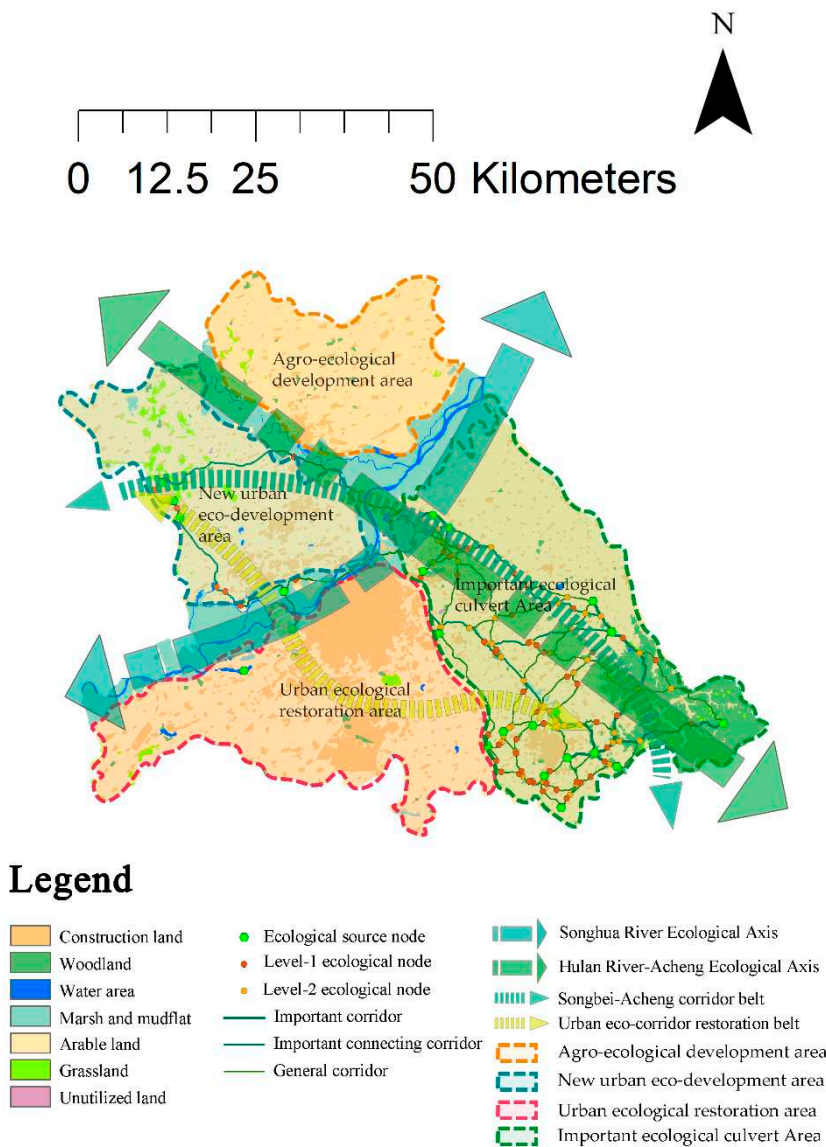 N
0 12.5 25 50 Kilometers
Agro-ecological
development area
New urban
eco-development
area
Important ecological
culvert Area
Urban ecological
restoration area
Legend
Construction land
Woodland
Water area
Marsh and mudflat
Arable land
Grassland
Unutilized land
Ecological source node
Level-1 ecological node
Level-2 ecological node
Important corridor
Important connecting corridor
General corridor
Songhua River Ecological Axis
Hulan River-Acheng Ecological Axis
Songbei-Acheng corridor belt
Urban eco-corridor restoration belt
Agro-ecological development area
New urban eco-development area
Urban ecological restoration area
Important ecological culvert Area